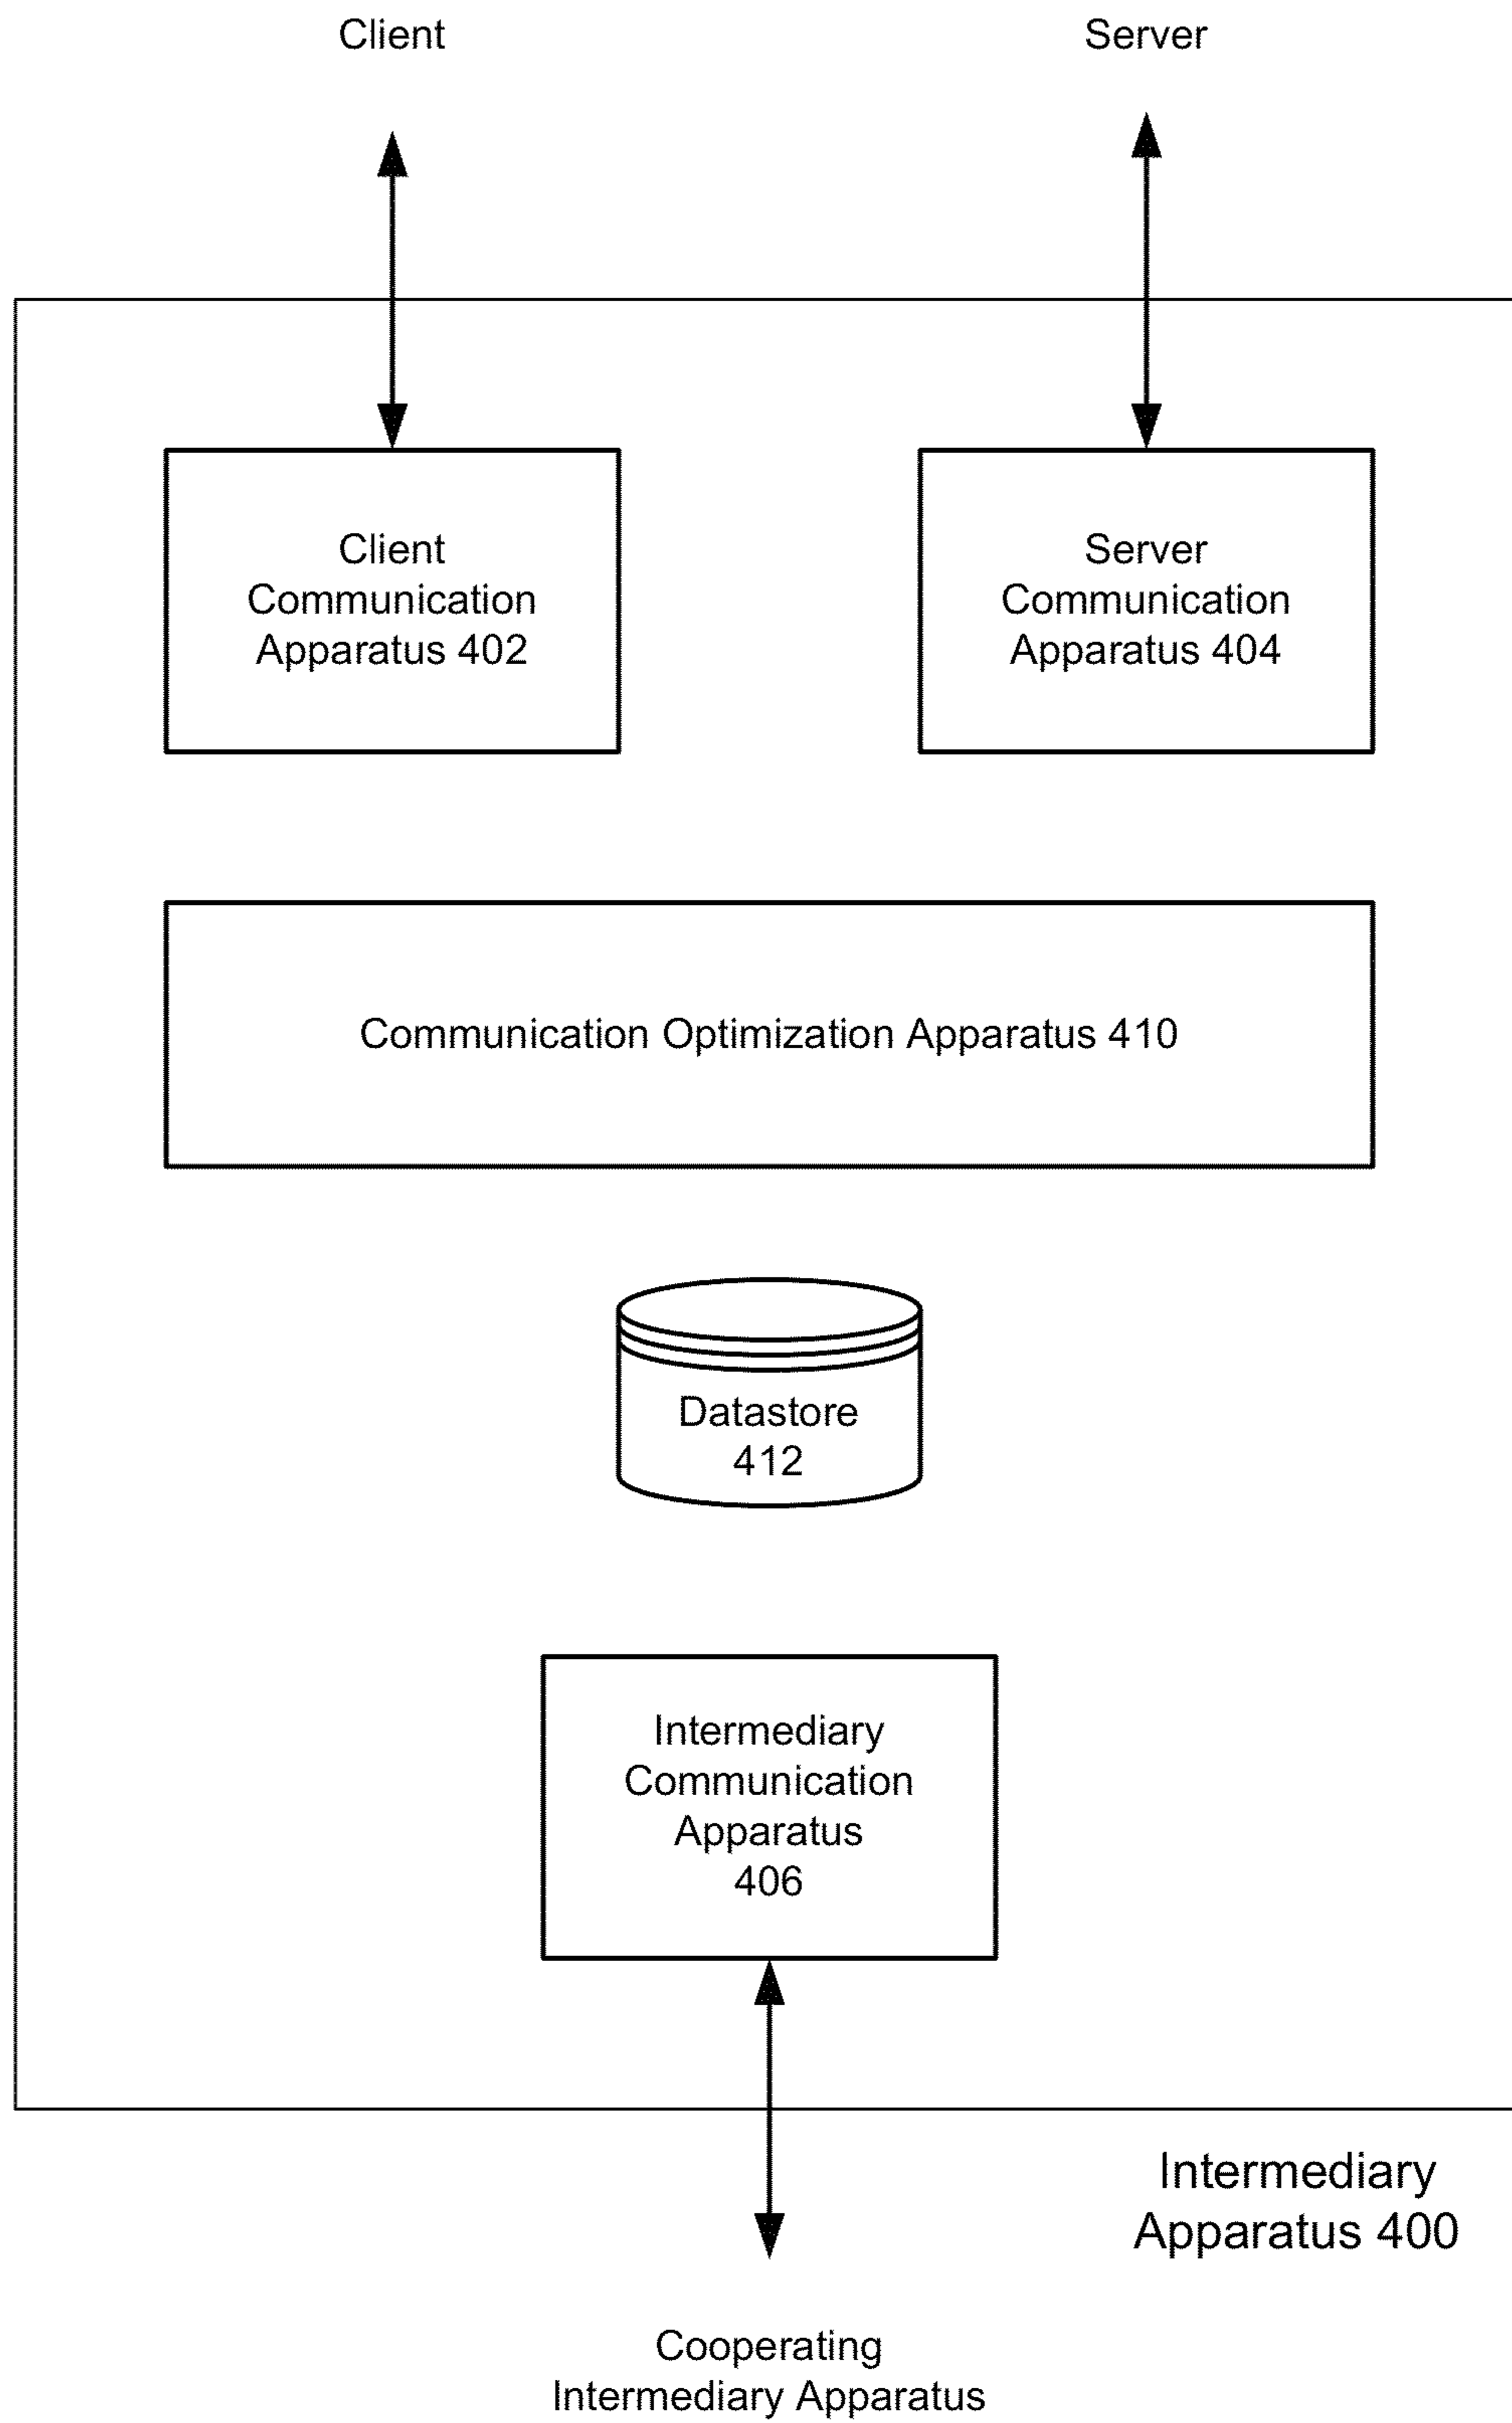 Client
Server
Client
Communication
Apparatus 402
Server
Communication
Apparatus 404
Communication Optimization Apparatus 410
Datastore
412
Intermediary
Communication
Apparatus
406
Intermediary
Apparatus 400
Cooperating
Intermediary Apparatus